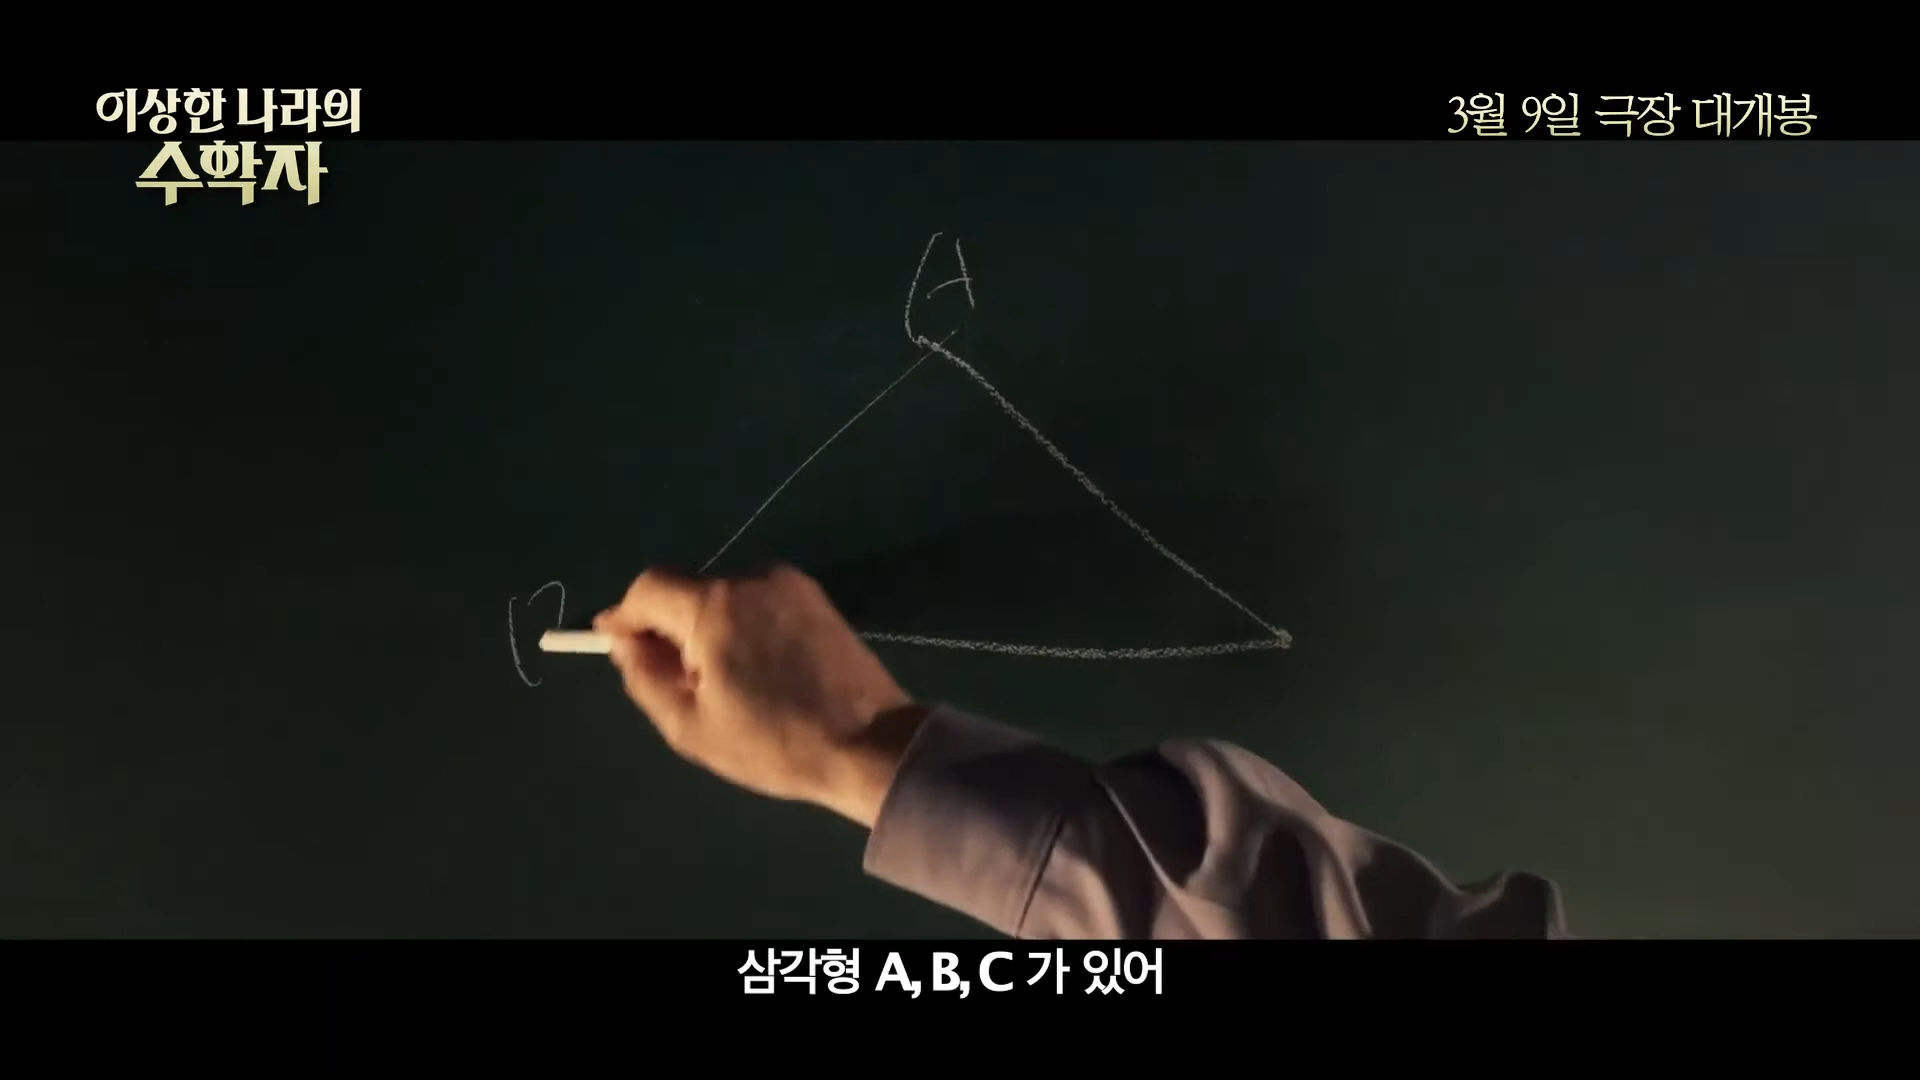 이상한 나라의
수학자
3월 9일 극장 대개봉
A
삼각형 A, B, C 가 있어